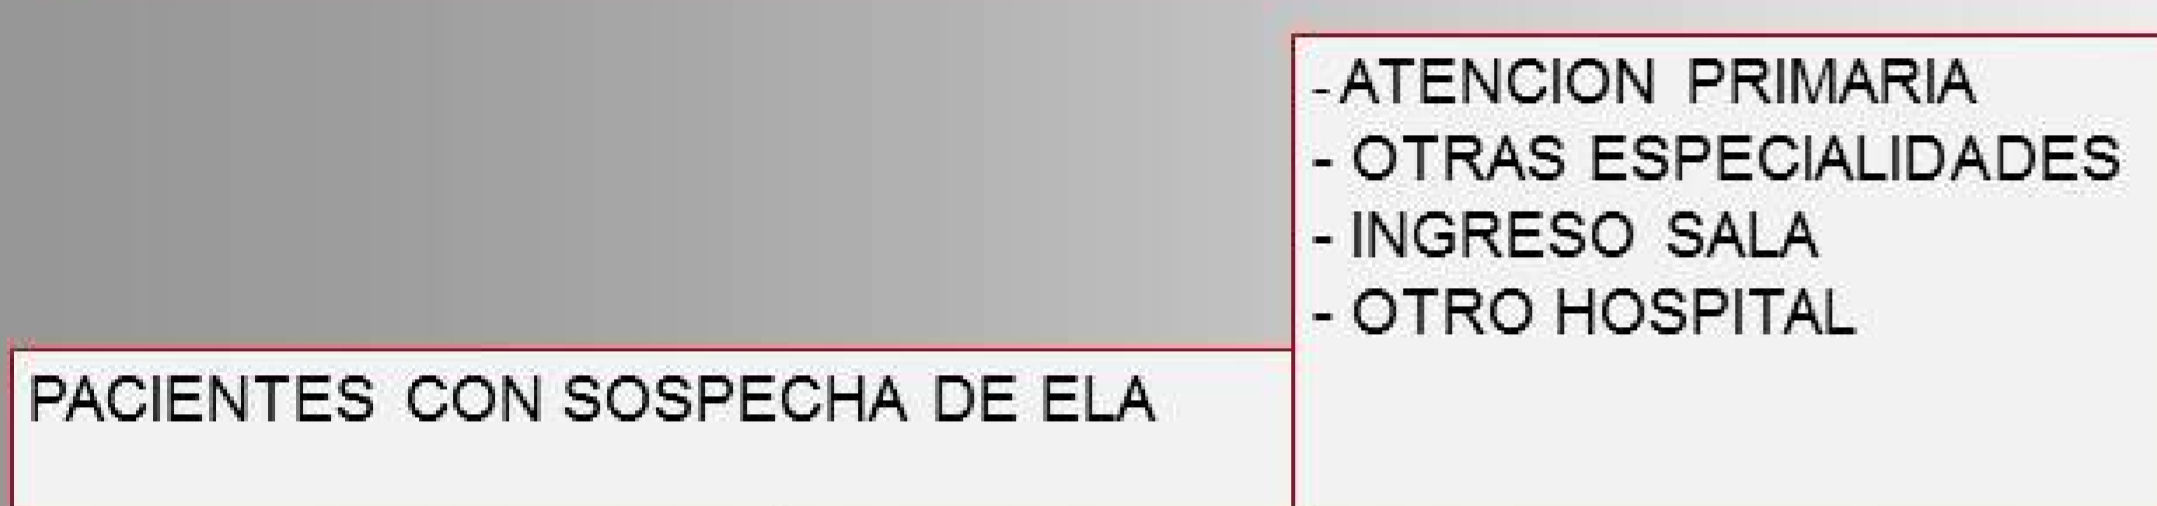 - ATENCION PRIMARIA
- OTRAS ESPECIALIDADES
- INGRESO SALA
- OTRO HOSPITAL
PACIENTES CON SOSPECHA DE ELA